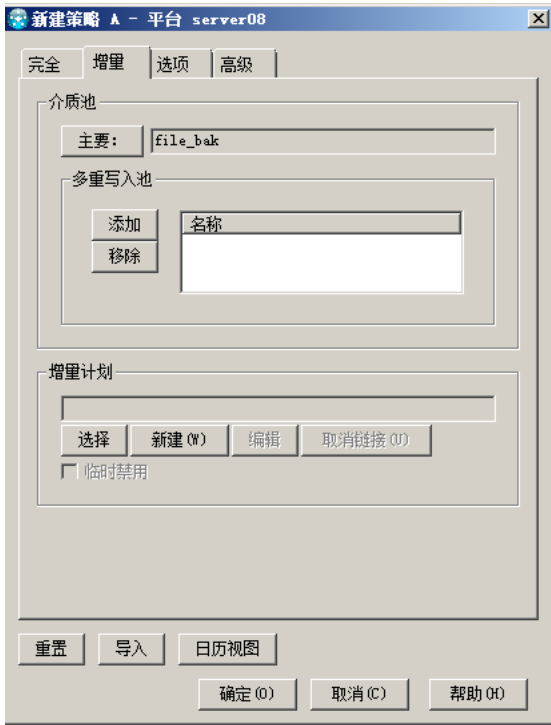 新建策略 A - 平台 server08
完全 增量 选项 高级
介质池
主要: file_bak
多重写入池
添加 名称
移除
增量计划
选择 新建(W) 编辑 取消链接(U)
临时禁用
重置 导入 日历视图
确定(O) 取消(C) 帮助(H)